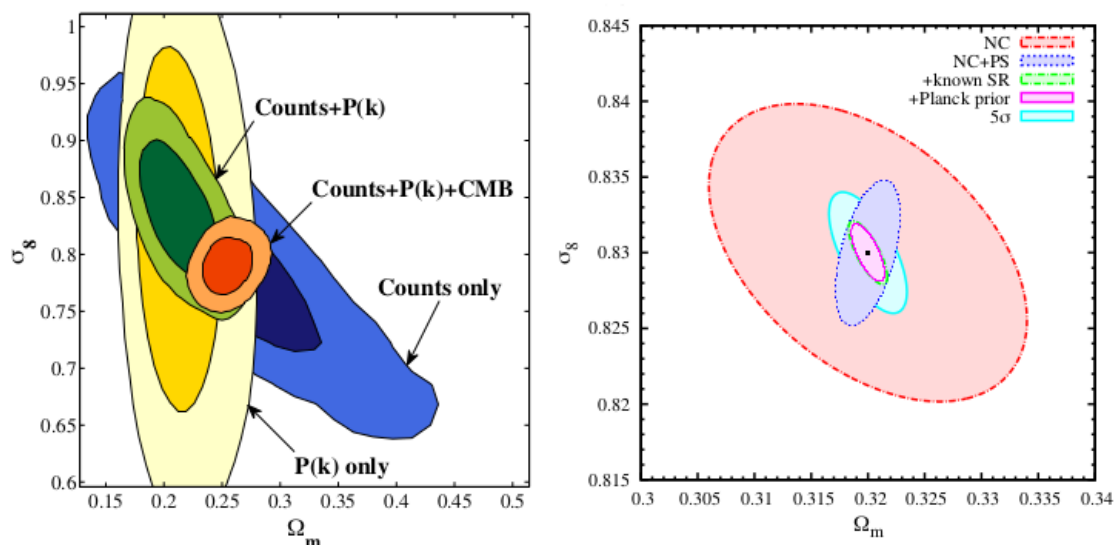 1
0.95
0.9
0.85
0.8
0.75
0.7
0.65
0.6
σ8
Counts+P(k)
Counts+P(k)+CMB
Counts only
P(k) only
0.15 0.2 0.25 0.3 0.35 0.4 0.45 0.5
Ωm
0.845
0.84
0.835
0.83
0.825
0.82
0.815
σ8
NC
NC+PS
+known SR
+Planck prior
5σ
0.3 0.305 0.31 0.315 0.32 0.325 0.33 0.335 0.34
Ωm